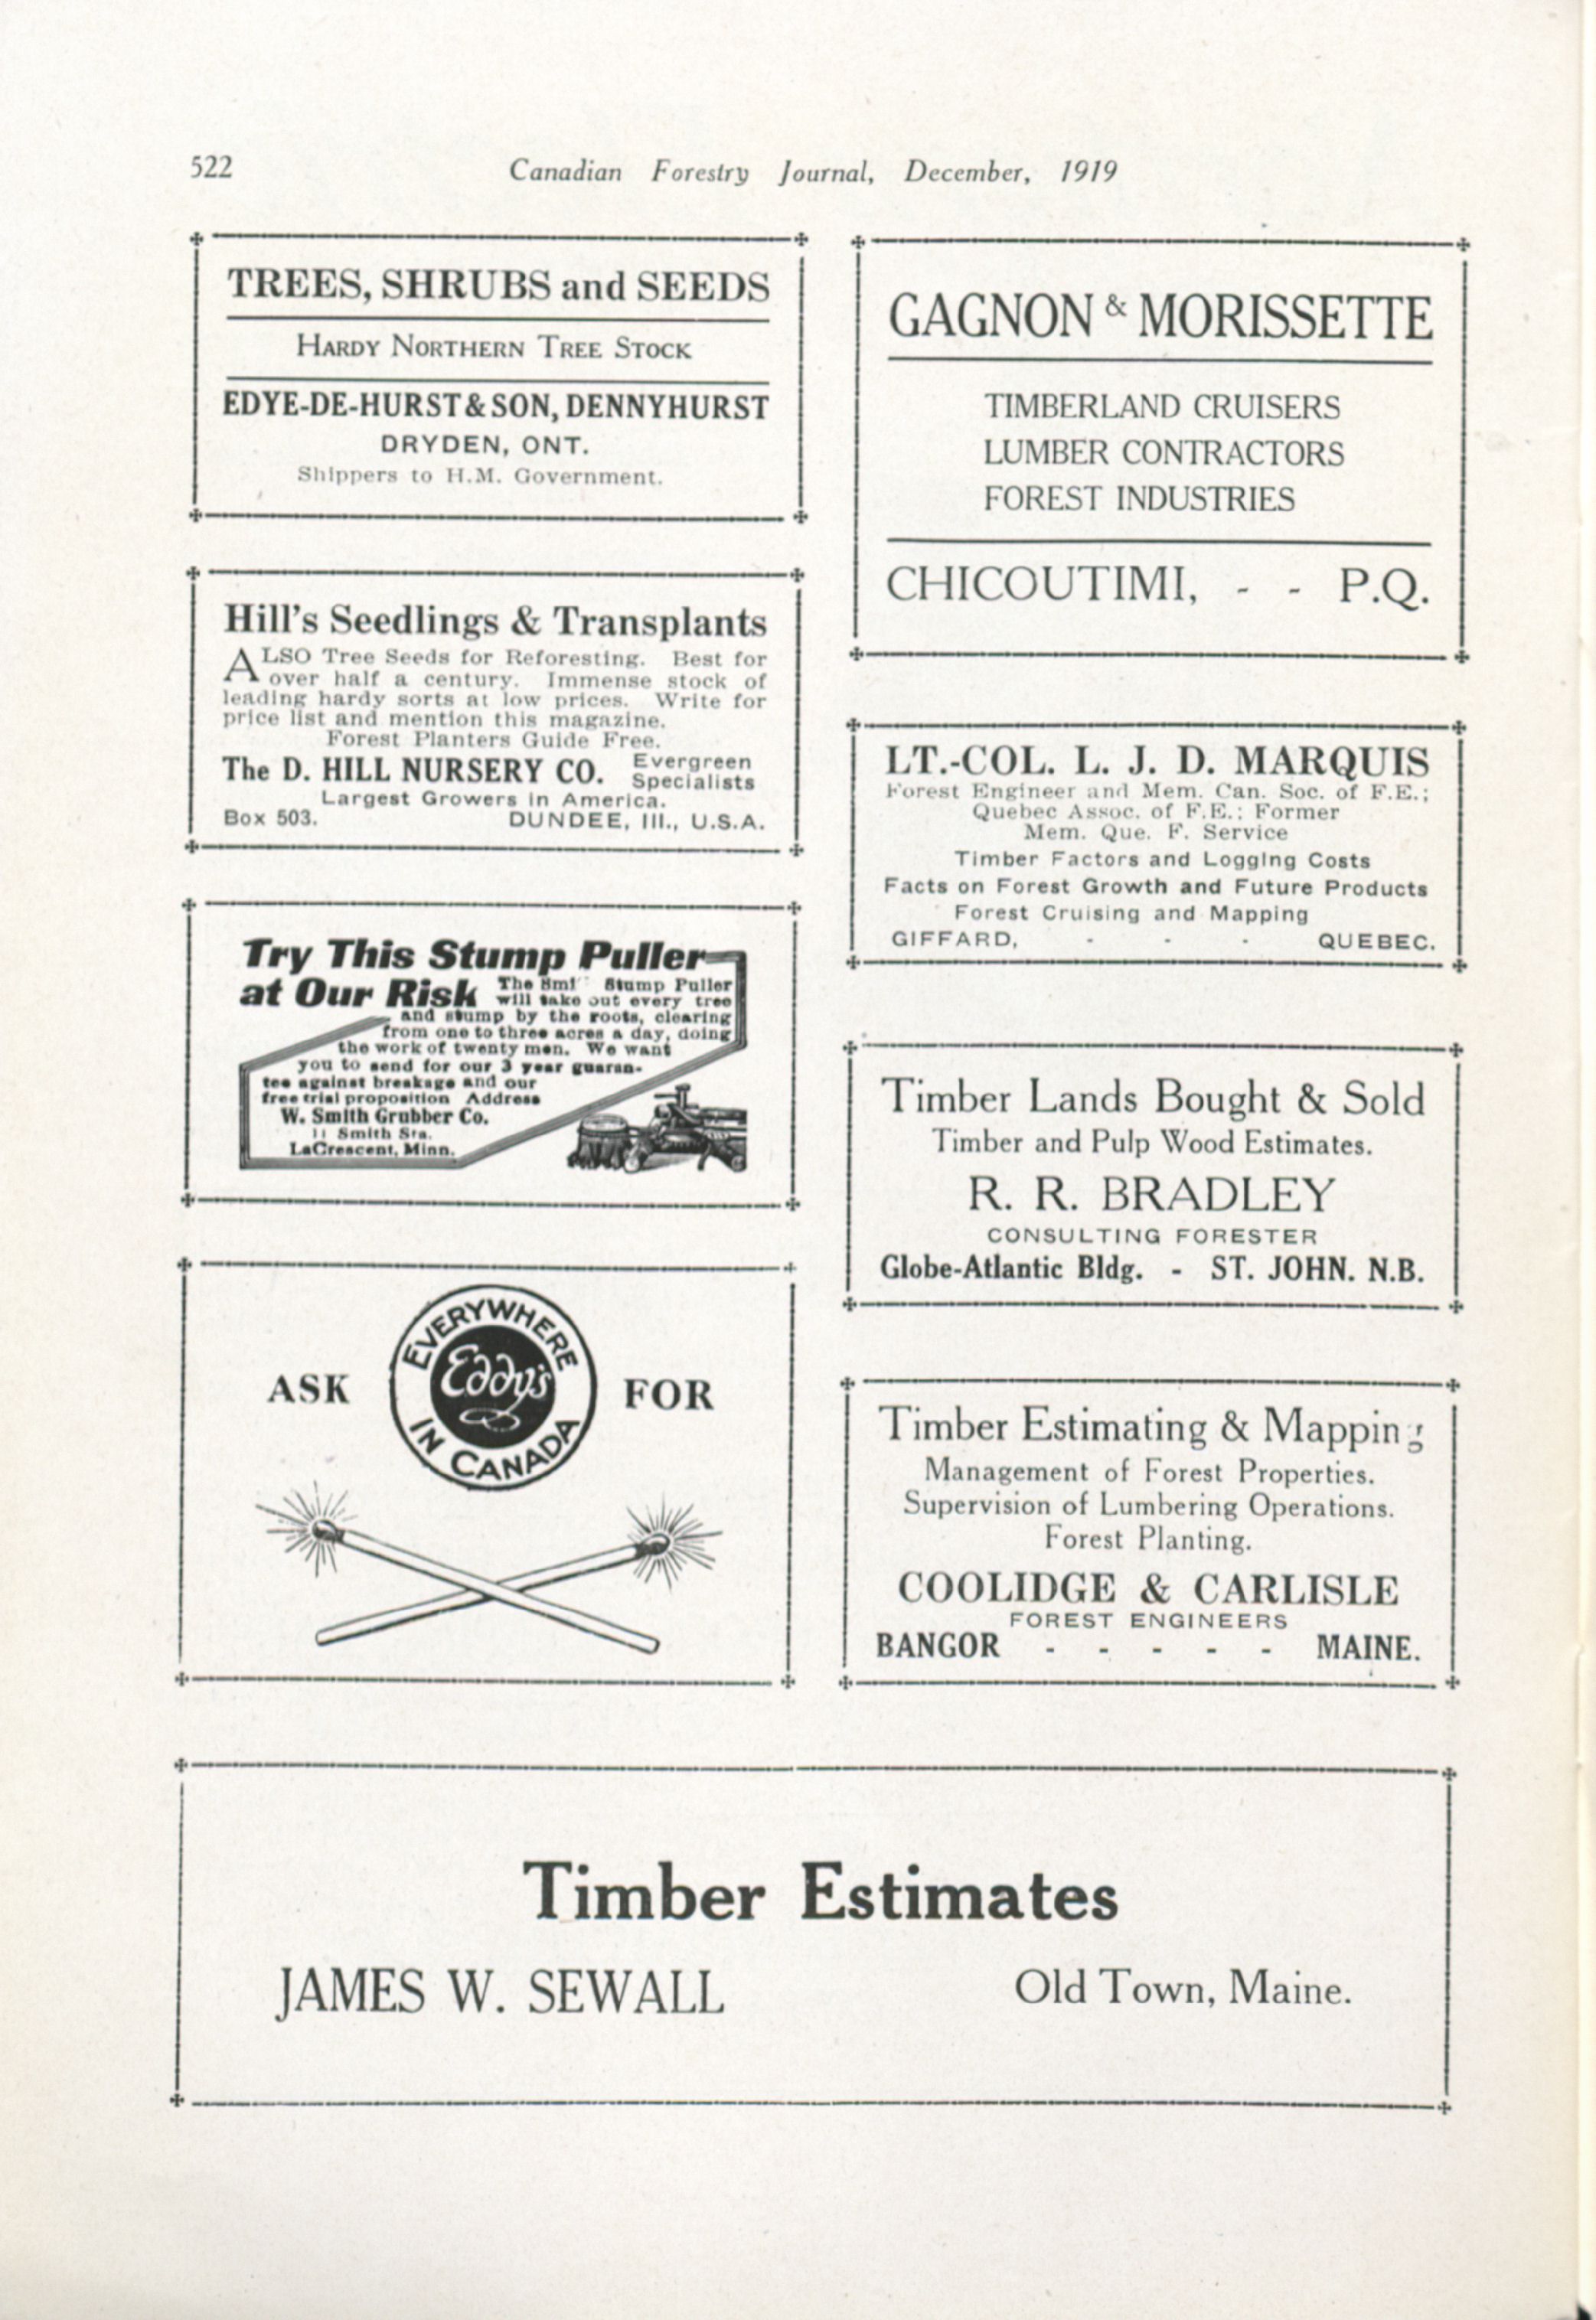 522
Canadian Forestry Journal, December, 1919
TREES, SHRUBS and SEEDS
HARDY NORTHERN TREE STOCK
EDYE-DE-HURST & SON, DENNYHURST
DRYDEN, ONT.
Shippers to H.M. Government.
Hill's Seedlings & Transplants
ALSO Tree Seeds for Reforesting. Best for
over half a century. Immense stock of
leading hardy sorts at low prices. Write for
price list and mention this magazine.
Forest Planters Guide Free.
The D. HILL NURSERY CO. Evergreen
Specialists
Largest Growers in America.
Box 503. DUNDEE, Ill., U.S.A.
Try This Stump Puller
at Our Risk The Stump Puller
will take out every tree
and stump by the roots, clearing
from one to three acres a day, doing
the work of twenty men. We want
you to send for our 3 year guaran-
tee against breakage and our
free trial proposition Address
W. Smith Grubber Co.
11 Smith Sta.
LaCrescent, Minn.
ASK
EVERYWHERE
Eddy's
IN CANADA
FOR
GAGNON & MORISSETTE
TIMBERLAND CRUISERS
LUMBER CONTRACTORS
FOREST INDUSTRIES
CHICOUTIMI, - - P.Q.
LT.-COL. L. J. D. MARQUIS
Forest Engineer and Mem. Can. Soc. of F.E.;
Quebec Assoc. of F.E.; Former
Mem. Que. F. Service
Timber Factors and Logging Costs
Facts on Forest Growth and Future Products
Forest Cruising and Mapping
GIFFARD, - - - QUEBEC.
Timber Lands Bought & Sold
Timber and Pulp Wood Estimates.
R. R. BRADLEY
CONSULTING FORESTER
Globe-Atlantic Bldg. - ST. JOHN. N.B.
Timber Estimating & Mapping
Management of Forest Properties.
Supervision of Lumbering Operations.
Forest Planting.
COOLIDGE & CARLISLE
FOREST ENGINEERS
BANGOR - - - - - MAINE.
Timber Estimates
JAMES W. SEWALL Old Town, Maine.